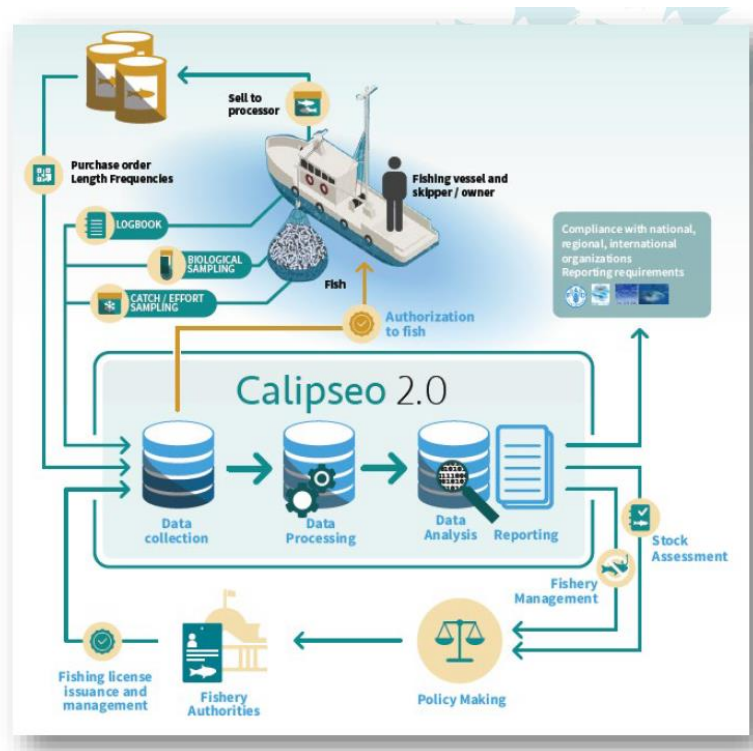 Sell to
processor
Purchase order
Length Frequencies
Fishing vessel and
skipper / owner
LOGBOOK
BIOLOGICAL
SAMPLING
CATCH / EFFORT
SAMPLING
Fish
Authorization
to fish
Compliance with national,
regional, international
organizations
Reporting requirements
Calipseo 2.0
Data
collection
Data
Processing
Data
Analysis
Reporting
Stock
Assessment
Fishery
Management
Fishing license
issuance and
management
Fishery
Authorities
Policy Making